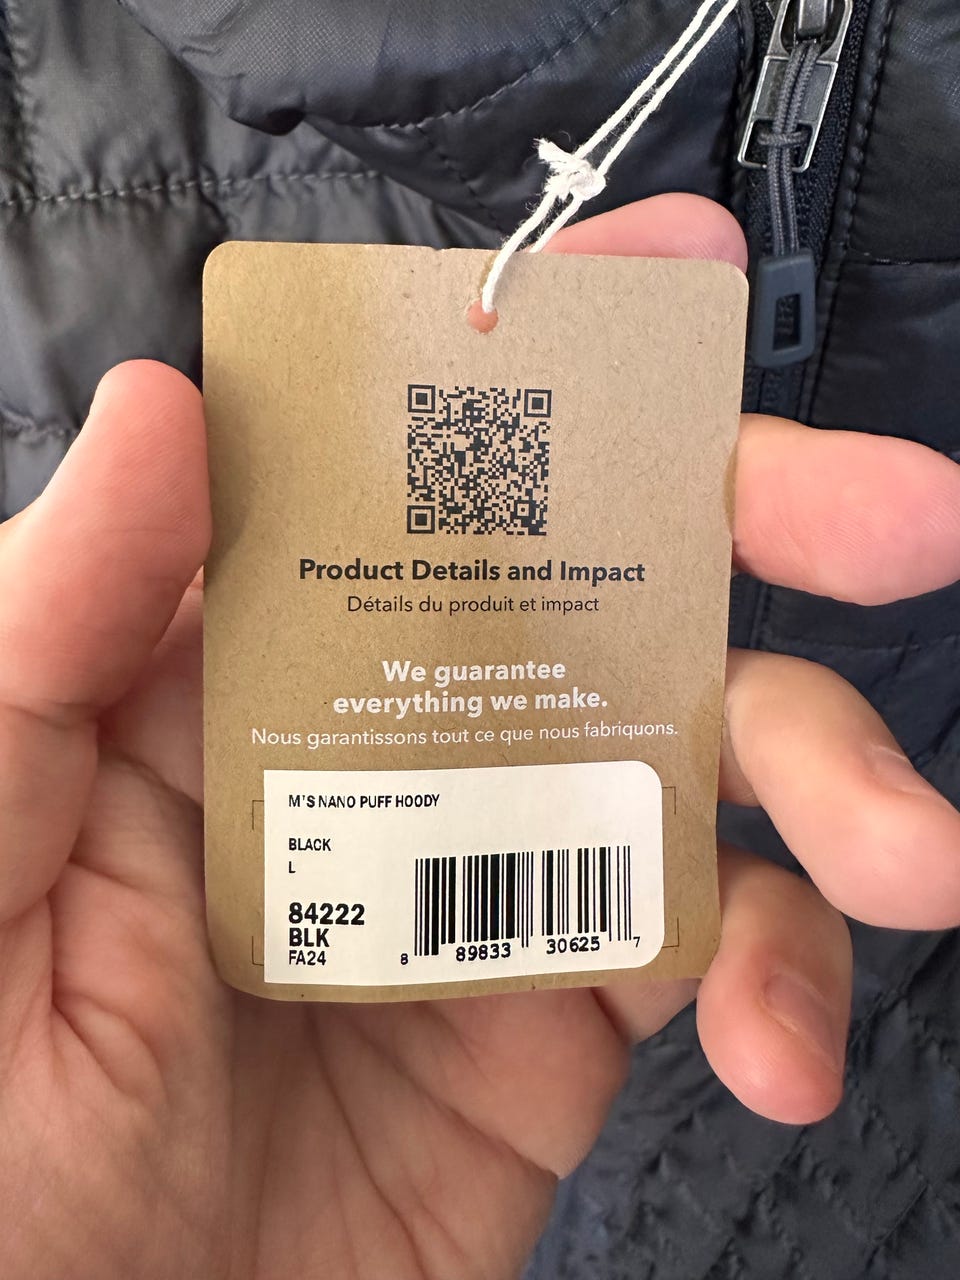 Product Details and Impact
Détails du produit et impact
We guarantee
everything we make.
Nous garantissons tout ce que nous fabriquons.
M'S NANO PUFF HOODY
BLACK
L
84222
BLK
FA24
8 89833 30625 7